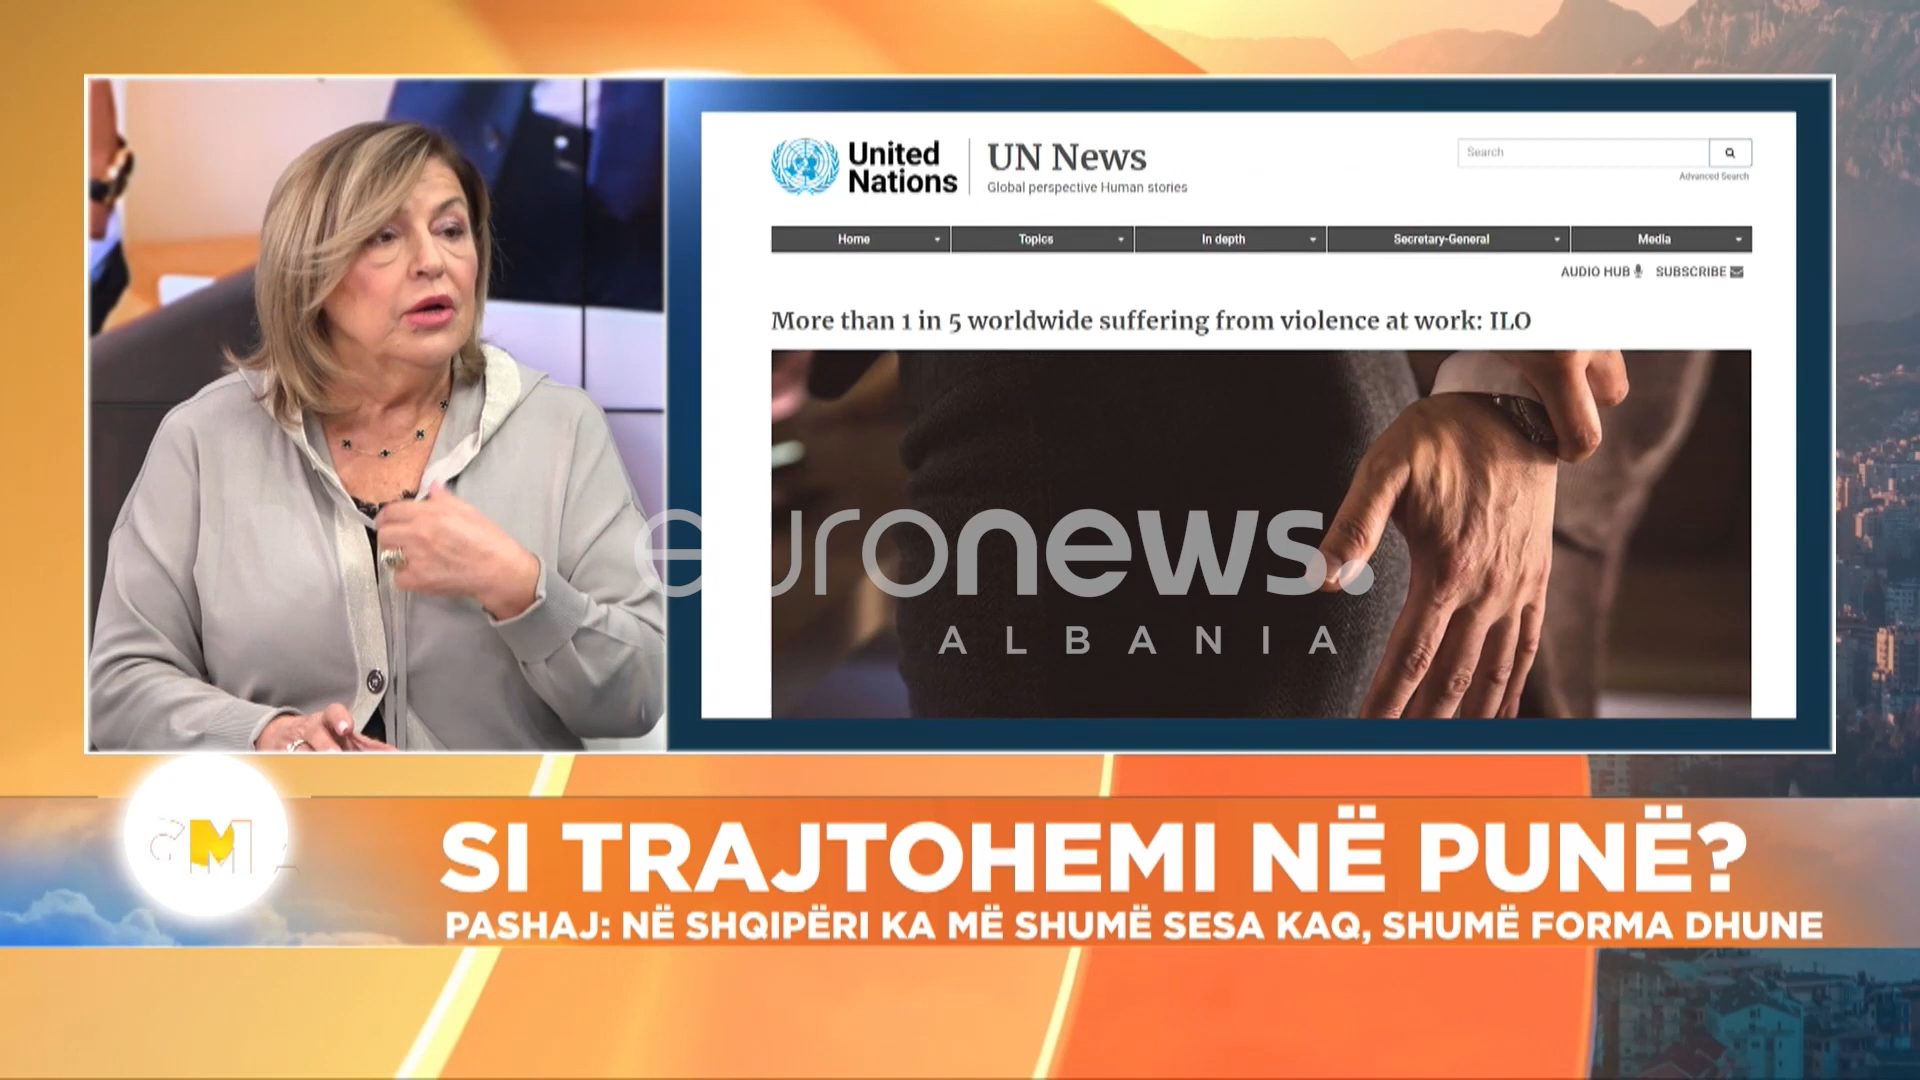 United
Nations
UN News
Global perspective Human stories
Search
Advanced Search
Home
Topics
In depth
Secretary-General
Media
AUDIO HUB
SUBSCRIBE
More than 1 in 5 worldwide suffering from violence at work: ILO
euronews.
ALBANIA
SI TRAJTOHEMI NË PUNË?
PASHAJ: NË SHQIPËRI KA MË SHUMË SESA KAQ, SHUMË FORMA DHUNE